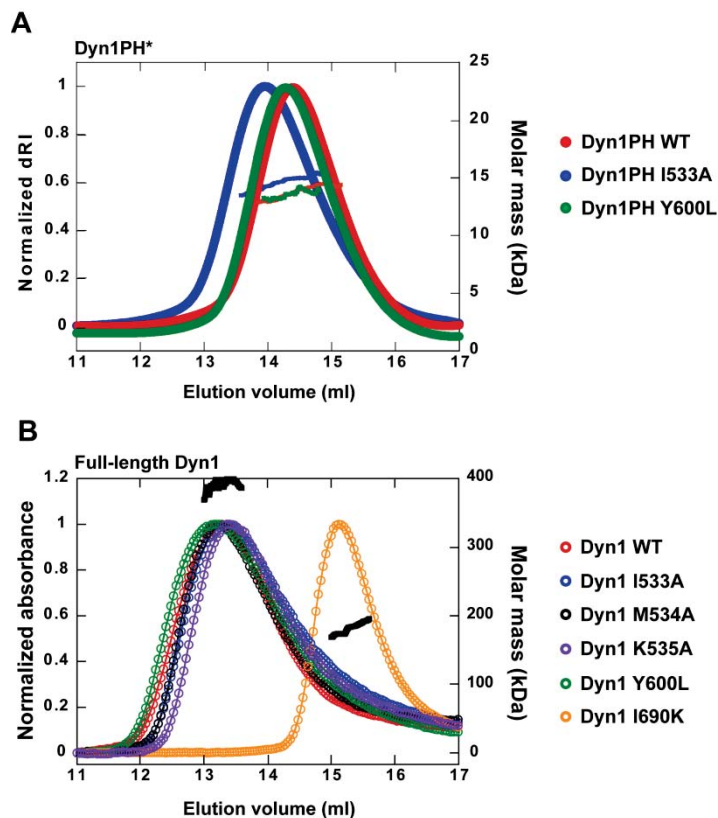 A
Dyn1PH*
Normalized dRI
1
0.8
0.6
0.4
0.2
0
25
20
15
10
5
0
Molar mass (kDa)
11 12 13 14 15 16 17
Elution volume (ml)
Dyn1PH WT
Dyn1PH I533A
Dyn1PH Y600L
B
Full-length Dyn1
Normalized absorbance
1.2
1
0.8
0.6
0.4
0.2
0
400
300
200
100
0
Molar mass (kDa)
11 12 13 14 15 16 17
Elution volume (ml)
Dyn1 WT
Dyn1 I533A
Dyn1 M534A
Dyn1 K535A
Dyn1 Y600L
Dyn1 I690K